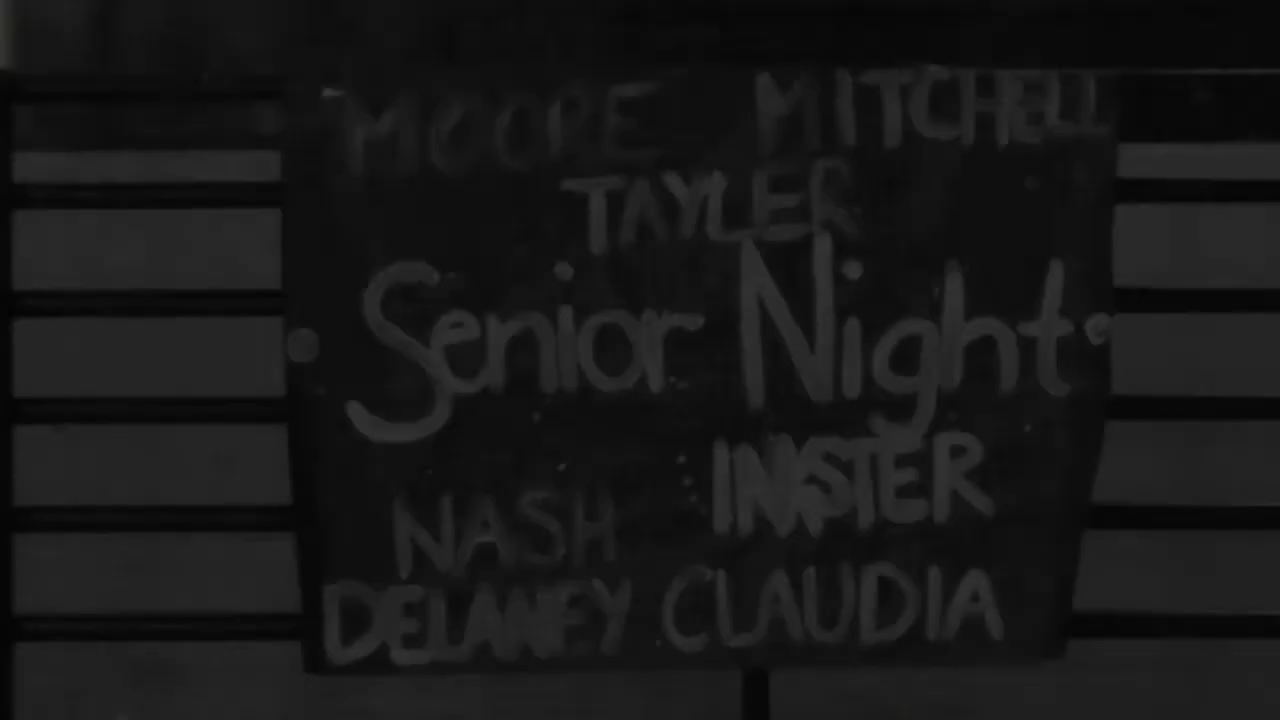 MOORE MITCHELL
TAYLER
Senior Night
NASH INSTER
DELANEY CLAUDIA